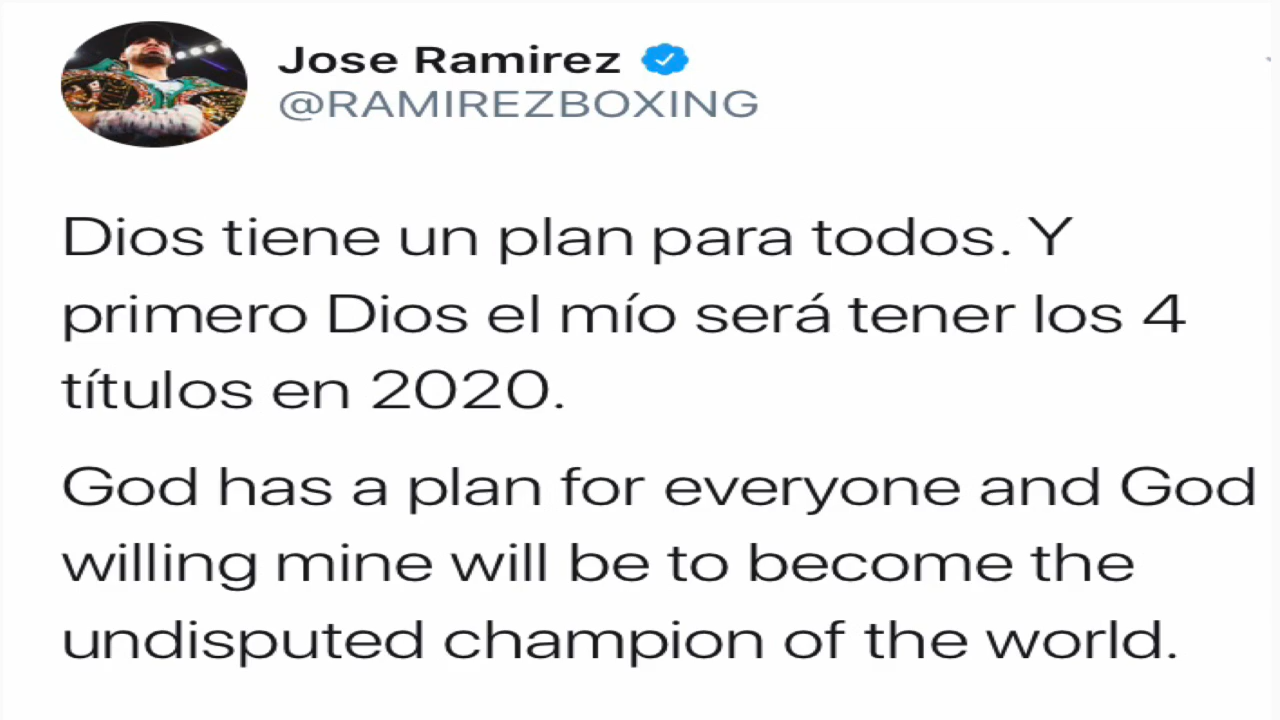 Jose Ramirez
@RAMIREZBOXING
Dios tiene un plan para todos. Y
primero Dios el mío será tener los 4
títulos en 2020.
God has a plan for everyone and God
willing mine will be to become the
undisputed champion of the world.